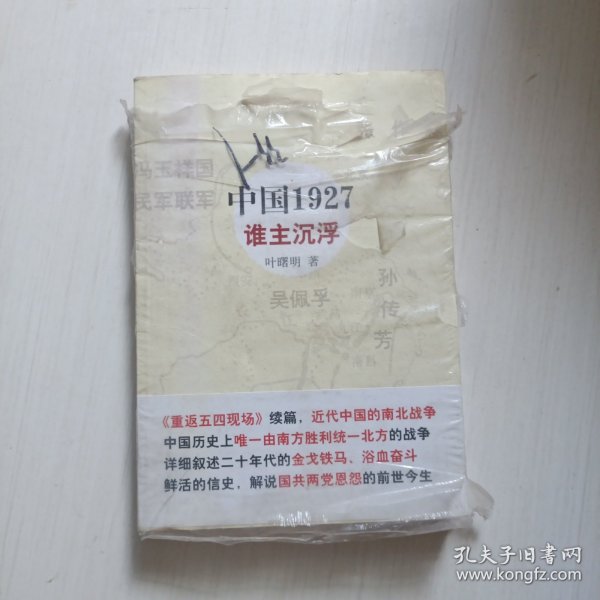 冯玉祥国
民军联军
中国1927
谁主沉浮
叶曙明 著
吴佩孚
孙传芳
南昌
《重返五四现场》续篇，近代中国的南北战争
中国历史上唯一由南方胜利统一北方的战争
详细叙述二十年代的金戈铁马、浴血奋斗
鲜活的信史，解说国共两党恩怨的前世今生
孔夫子旧书网
www.kongfz.com